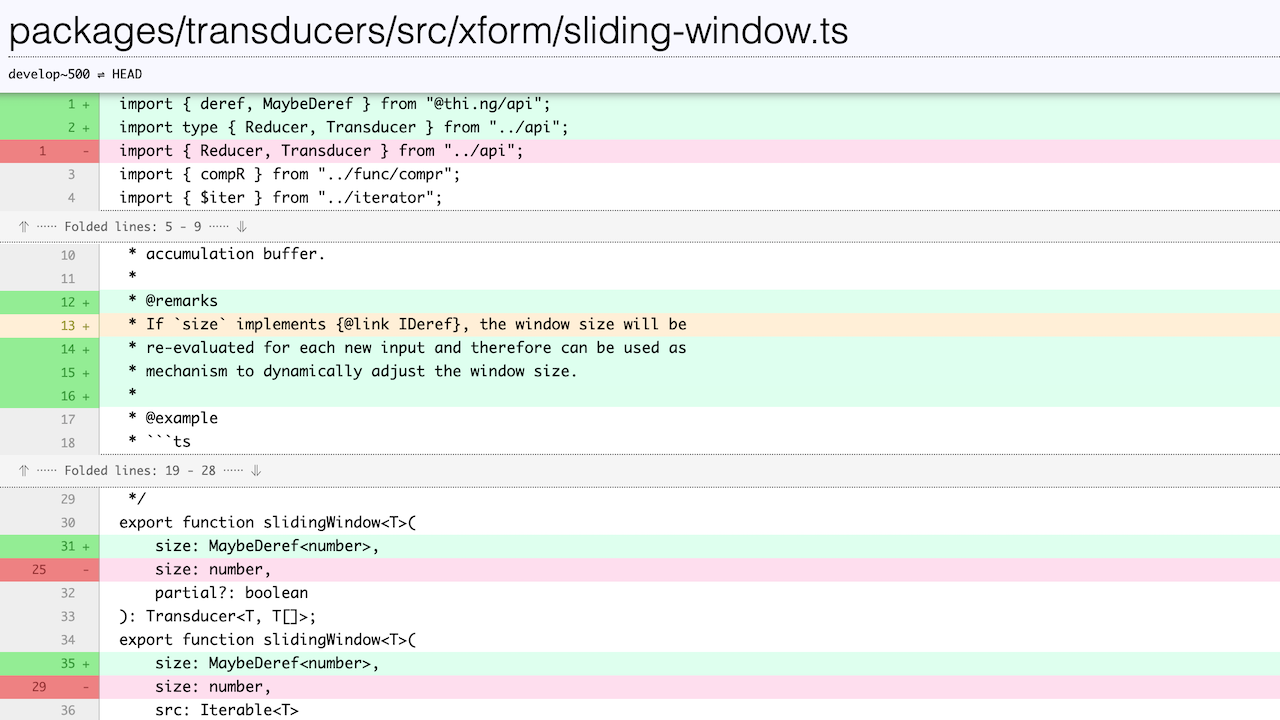 packages/transducers/src/xform/sliding-window.ts
develop~500 ⇌ HEAD
1 + import { deref, MaybeDeref } from "@thi.ng/api";
2 + import type { Reducer, Transducer } from "../api";
1 - import { Reducer, Transducer } from "../api";
3 import { compR } from "../func/compr";
4 import { $iter } from "../iterator";
⥣ ⋯⋯ Folded lines: 5 - 9 ⋯⋯ ⥥
10 * accumulation buffer.
11 *
12 + * @remarks
13 + * If `size` implements {@link IDeref}, the window size will be
14 + * re-evaluated for each new input and therefore can be used as
15 + * mechanism to dynamically adjust the window size.
16 + *
17 * @example
18 * ```ts
⥣ ⋯⋯ Folded lines: 19 - 28 ⋯⋯ ⥥
29 */
30 export function slidingWindow<T>(
31 + size: MaybeDeref<number>,
25 - size: number,
32 partial?: boolean
33 ): Transducer<T, T[]>;
34 export function slidingWindow<T>(
35 + size: MaybeDeref<number>,
29 - size: number,
36 src: Iterable<T>